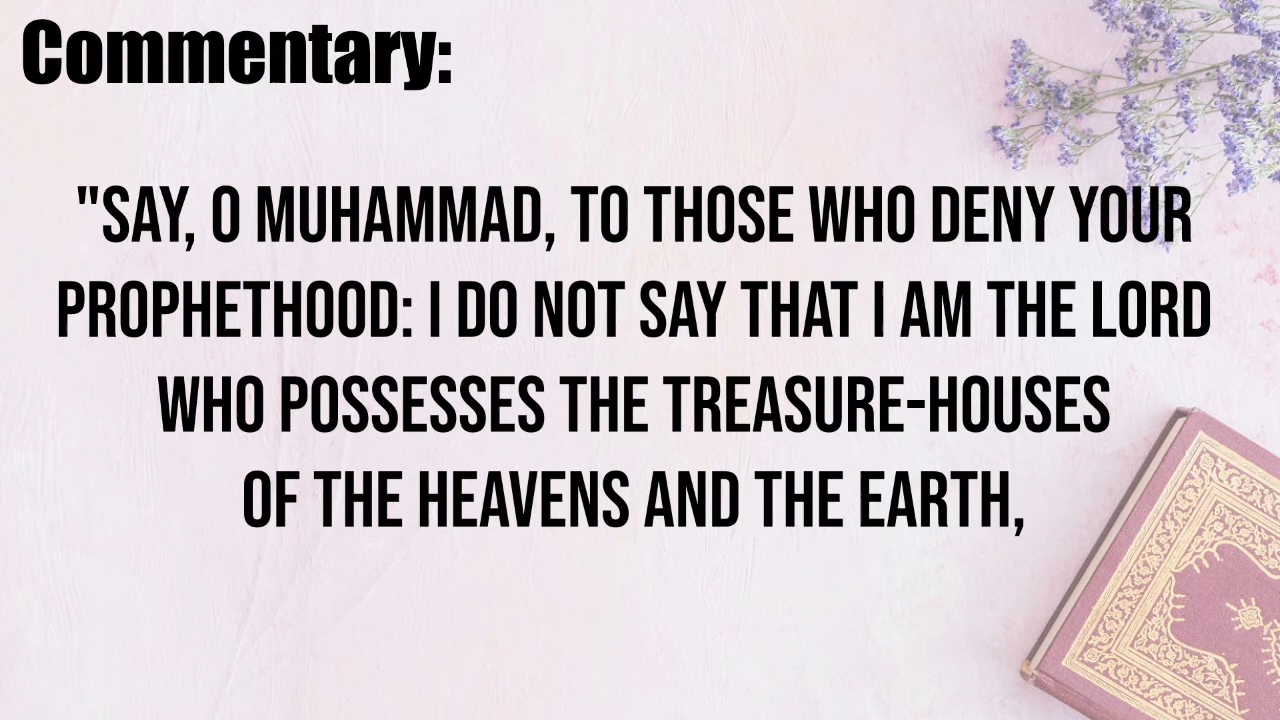 Commentary:
"SAY, O MUHAMMAD, TO THOSE WHO DENY YOUR
PROPHETHOOD: I DO NOT SAY THAT I AM THE LORD
WHO POSSESSES THE TREASURE-HOUSES
OF THE HEAVENS AND THE EARTH,